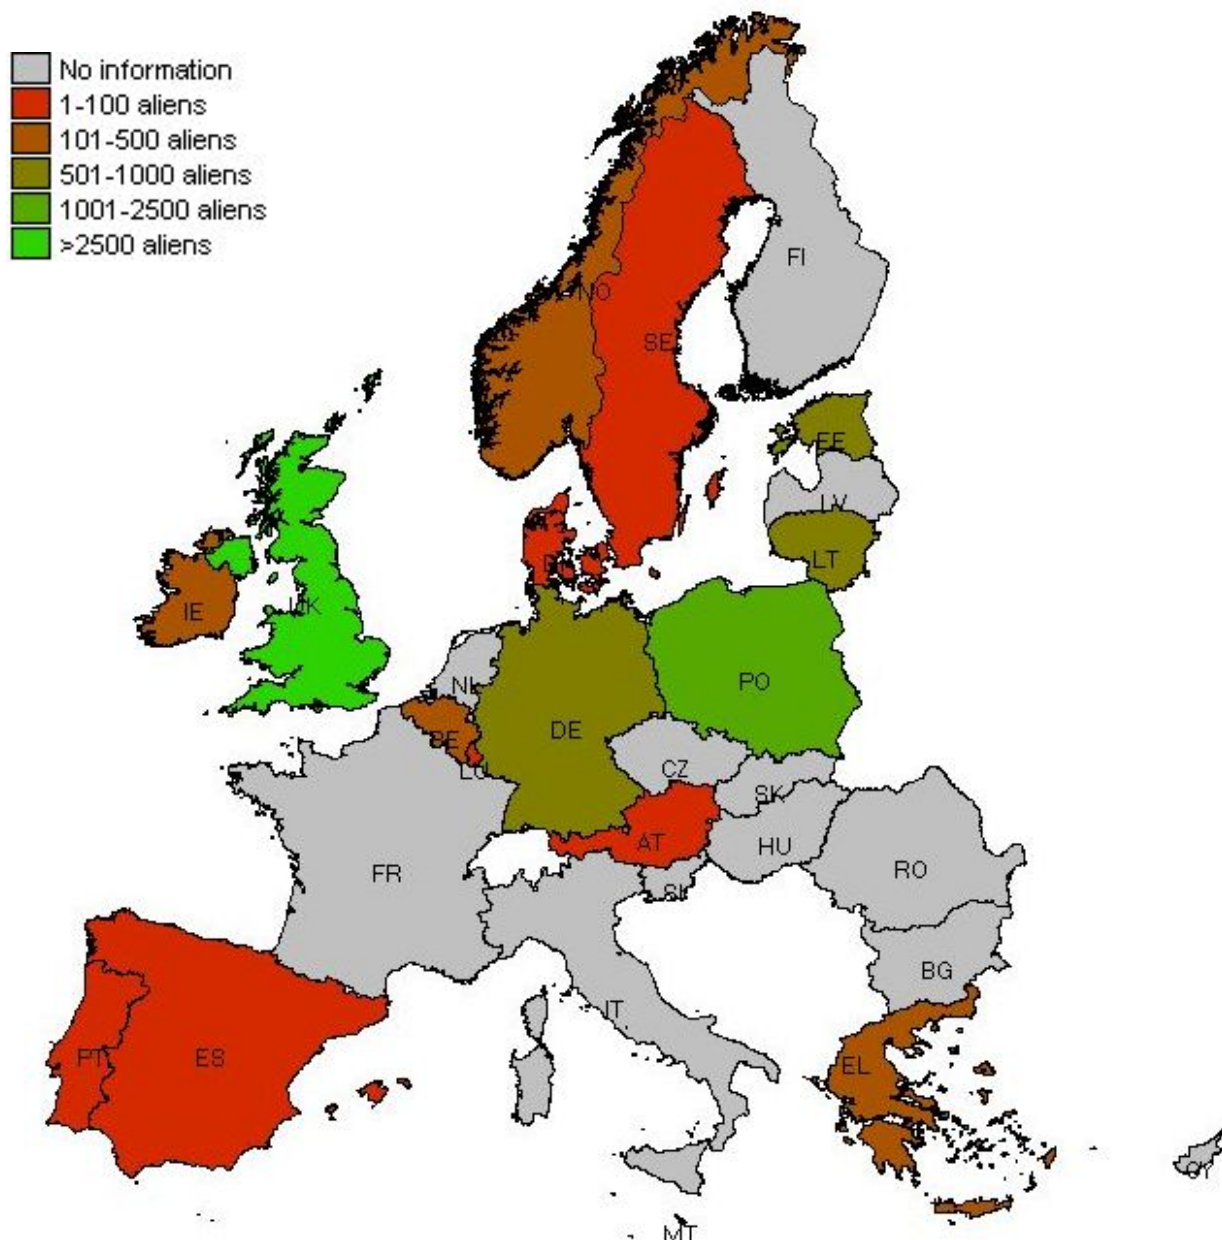 No information
1-100 aliens
101-500 aliens
501-1000 aliens
1001-2500 aliens
>2500 aliens
FI
NO
SE
EE
LV
LT
IE
UK
PO
NL
DE
BE
LU
CZ
SK
AT
HU
FR
SI
RO
BG
IT
PT
ES
EL
CY
MT